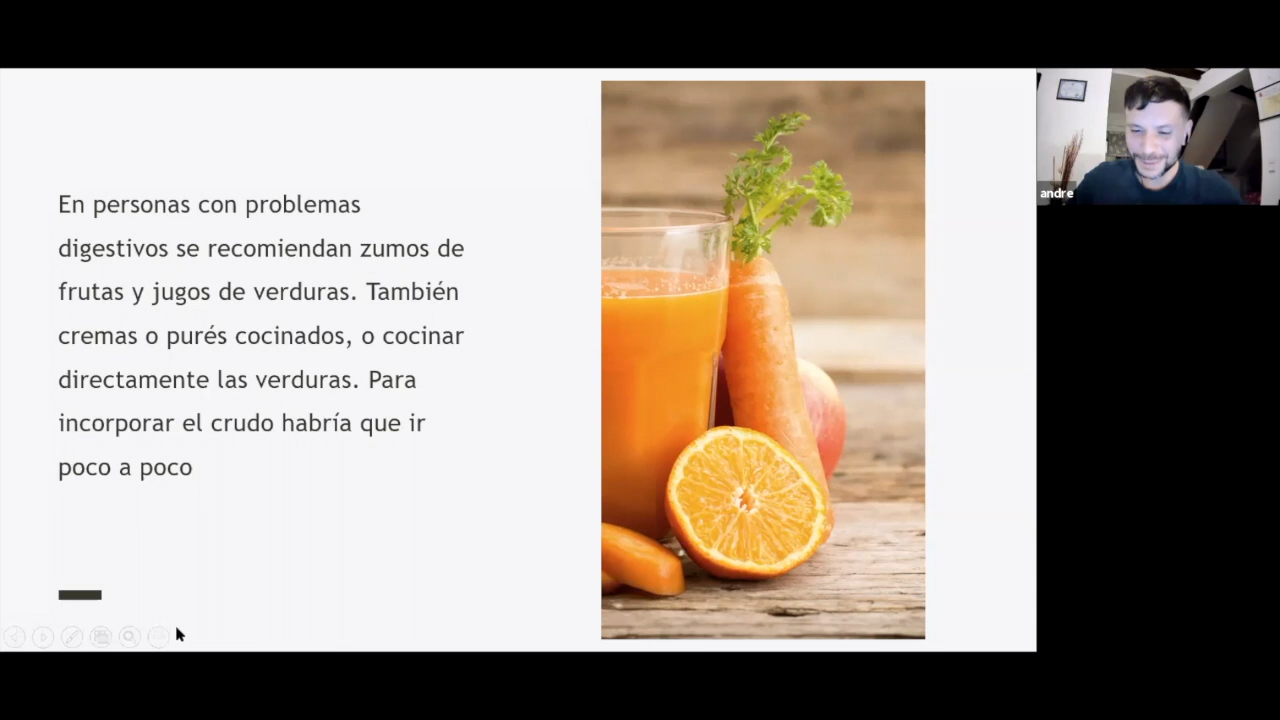 En personas con problemas
digestivos se recomiendan zumos de
frutas y jugos de verduras. También
cremas o purés cocinados, o cocinar
directamente las verduras. Para
incorporar el crudo habría que ir
poco a poco
andre